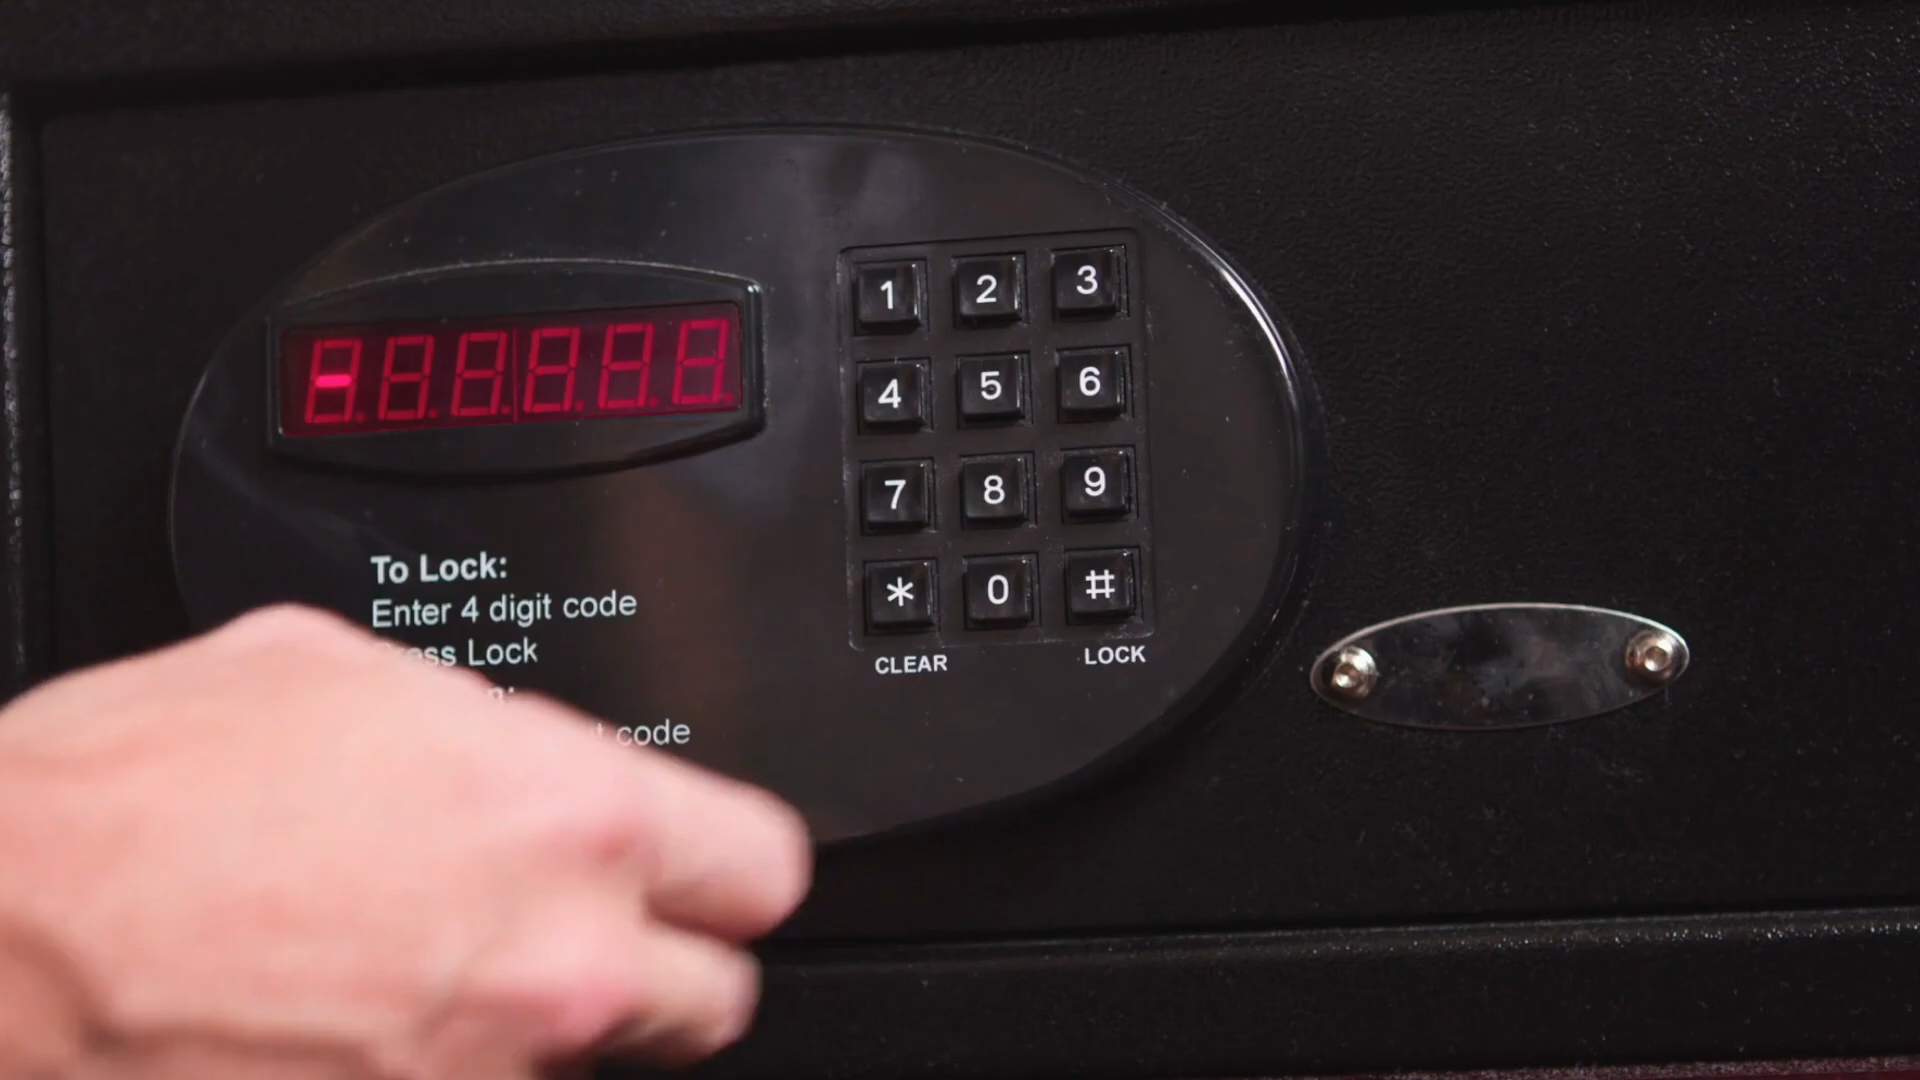 1 2 3
4 5 6
7 8 9
* 0 #
CLEAR LOCK
To Lock:
Enter 4 digit code
Lock
code